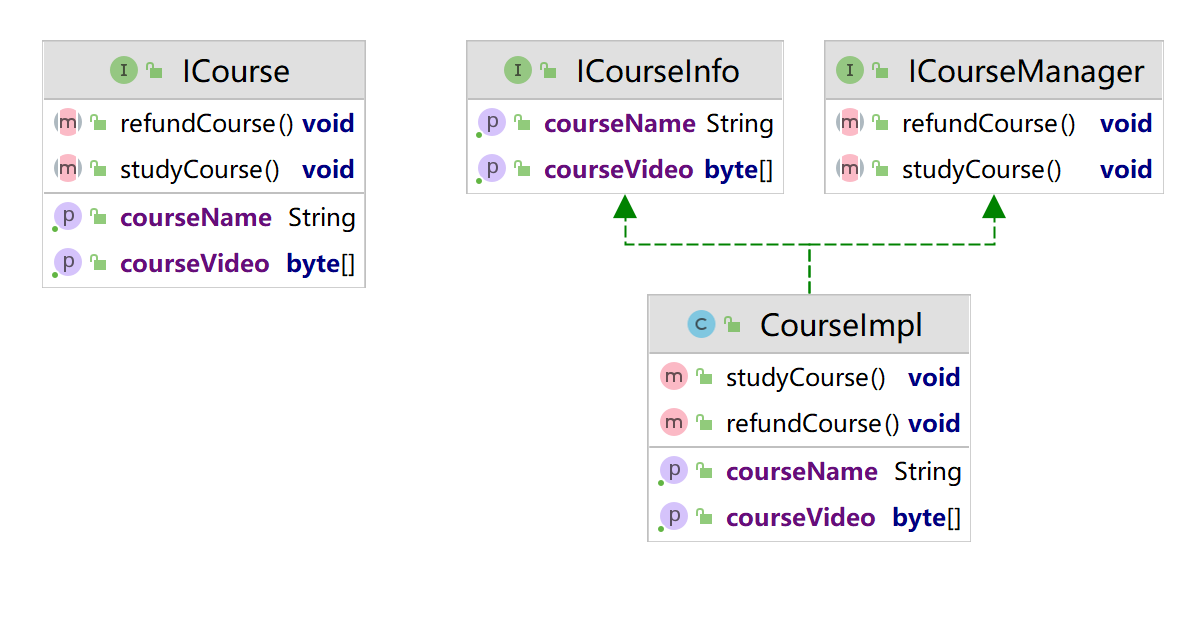 I ICourse
m refundCourse() void
m studyCourse() void
p courseName String
p courseVideo byte[]
I ICourseInfo
p courseName String
p courseVideo byte[]
I ICourseManager
m refundCourse() void
m studyCourse() void
C CourseImpl
m studyCourse() void
m refundCourse() void
p courseName String
p courseVideo byte[]